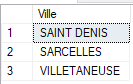 Ville
1 SAINT DENIS
2 SARCELLES
3 VILLETANEUSE